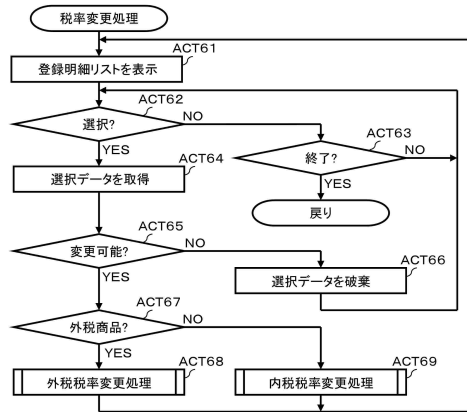 税率変更処理
ACT61
登録明細リストを表示
ACT62
選択?
NO
YES
ACT63
終了?
NO
YES
戻り
ACT64
選択データを取得
ACT65
変更可能?
NO
YES
ACT66
選択データを破棄
ACT67
外税商品?
NO
YES
ACT68
外税税率変更処理
ACT69
内税税率変更処理